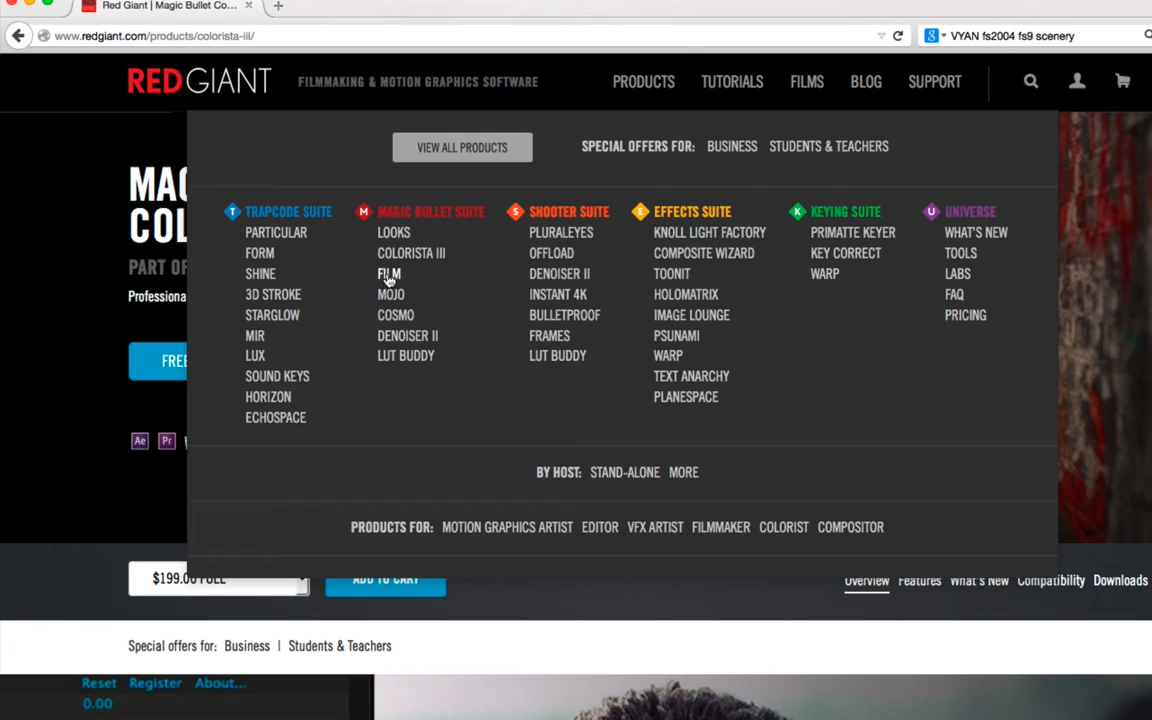 Red Giant | Magic Bullet Co... × +
www.redgiant.com/products/colorista-iii/
VYAN fs2004 fs9 scenery
REDGIANT FILMMAKING & MOTION GRAPHICS SOFTWARE PRODUCTS TUTORIALS FILMS BLOG SUPPORT
VIEW ALL PRODUCTS
SPECIAL OFFERS FOR: BUSINESS STUDENTS & TEACHERS
T TRAPCODE SUITE
PARTICULAR
FORM
SHINE
3D STROKE
STARGLOW
MIR
LUX
SOUND KEYS
HORIZON
ECHOSPACE
M MAGIC BULLET SUITE
LOOKS
COLORISTA III
FILM
MOJO
COSMO
DENOISER II
LUT BUDDY
S SHOOTER SUITE
PLURALEYES
OFFLOAD
DENOISER II
INSTANT 4K
BULLETPROOF
FRAMES
LUT BUDDY
E EFFECTS SUITE
KNOLL LIGHT FACTORY
COMPOSITE WIZARD
TOONIT
HOLOMATRIX
IMAGE LOUNGE
PSUNAMI
WARP
TEXT ANARCHY
PLANESPACE
K KEYING SUITE
PRIMATTE KEYER
KEY CORRECT
WARP
U UNIVERSE
WHAT'S NEW
TOOLS
LABS
FAQ
PRICING
BY HOST: STAND-ALONE MORE
PRODUCTS FOR: MOTION GRAPHICS ARTIST EDITOR VFX ARTIST FILMMAKER COLORIST COMPOSITOR
MAG
COL
PART OF
Professiona
FREE
Ae Pr
$199.00 FULL
ADD TO CART
Overview Features What's New Compatibility Downloads
Special offers for: Business | Students & Teachers
Reset Register About...
0.00